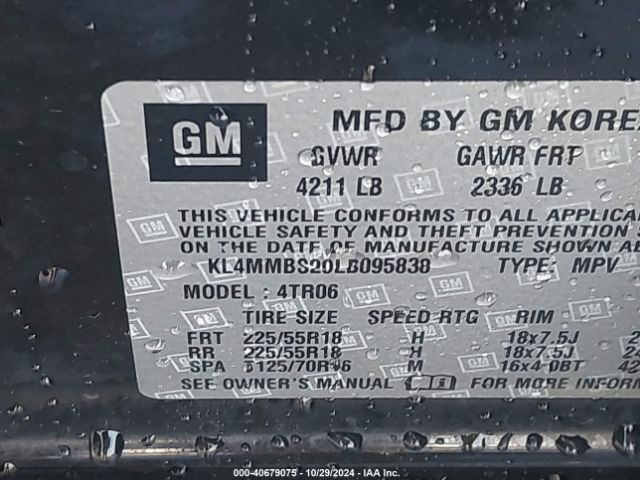 GM
MFD BY GM KORE
GVWR GAWR FRT
4211 LB 2336 LB
THIS VEHICLE CONFORMS TO ALL APPLICA
VEHICLE SAFETY AND THEFT PREVENTION S
ON THE DATE OF MANUFACTURE SHOWN A
KL4MMBS29LB095838 TYPE: MPV
MODEL: 4TR06
TIRE SIZE SPEED RTG RIM
FRT 225/55R18 H 18x7.5J
RR 225/55R18 H 18x7.5J
SPA T125/70R16 M 16x4.0BT 42
SEE OWNER'S MANUAL FOR MORE INFORM
000-40679075 - 10/29/2024 - IAA Inc.